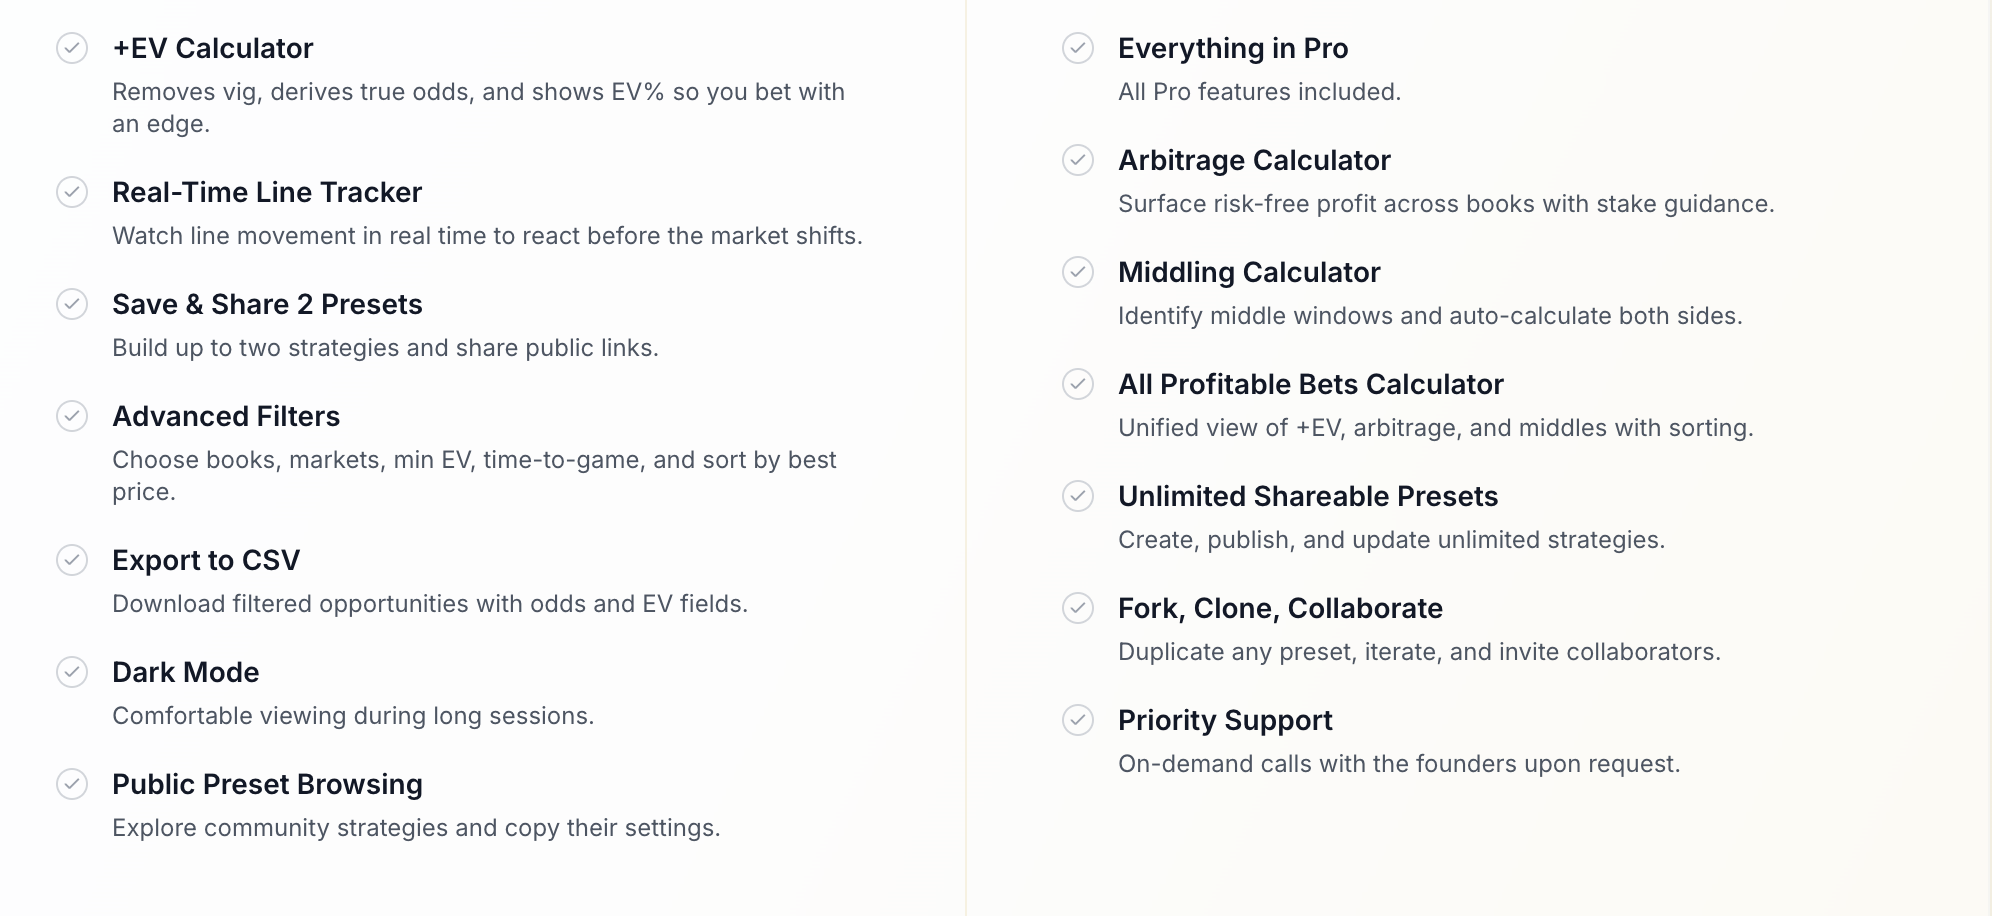 +EV Calculator
Removes vig, derives true odds, and shows EV% so you bet with
an edge.
Real-Time Line Tracker
Watch line movement in real time to react before the market shifts.
Save & Share 2 Presets
Build up to two strategies and share public links.
Advanced Filters
Choose books, markets, min EV, time-to-game, and sort by best
price.
Export to CSV
Download filtered opportunities with odds and EV fields.
Dark Mode
Comfortable viewing during long sessions.
Public Preset Browsing
Explore community strategies and copy their settings.
Everything in Pro
All Pro features included.
Arbitrage Calculator
Surface risk-free profit across books with stake guidance.
Middling Calculator
Identify middle windows and auto-calculate both sides.
All Profitable Bets Calculator
Unified view of +EV, arbitrage, and middles with sorting.
Unlimited Shareable Presets
Create, publish, and update unlimited strategies.
Fork, Clone, Collaborate
Duplicate any preset, iterate, and invite collaborators.
Priority Support
On-demand calls with the founders upon request.